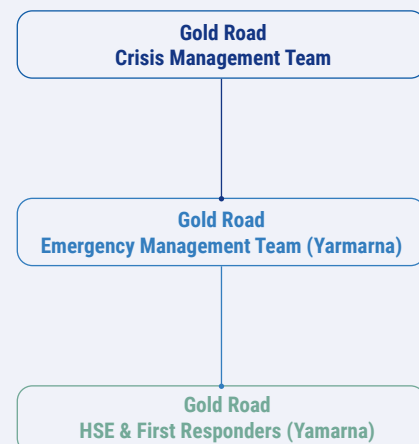 Gold Road
Crisis Management Team
Gold Road
Emergency Management Team (Yarmarna)
Gold Road
HSE & First Responders (Yamarna)